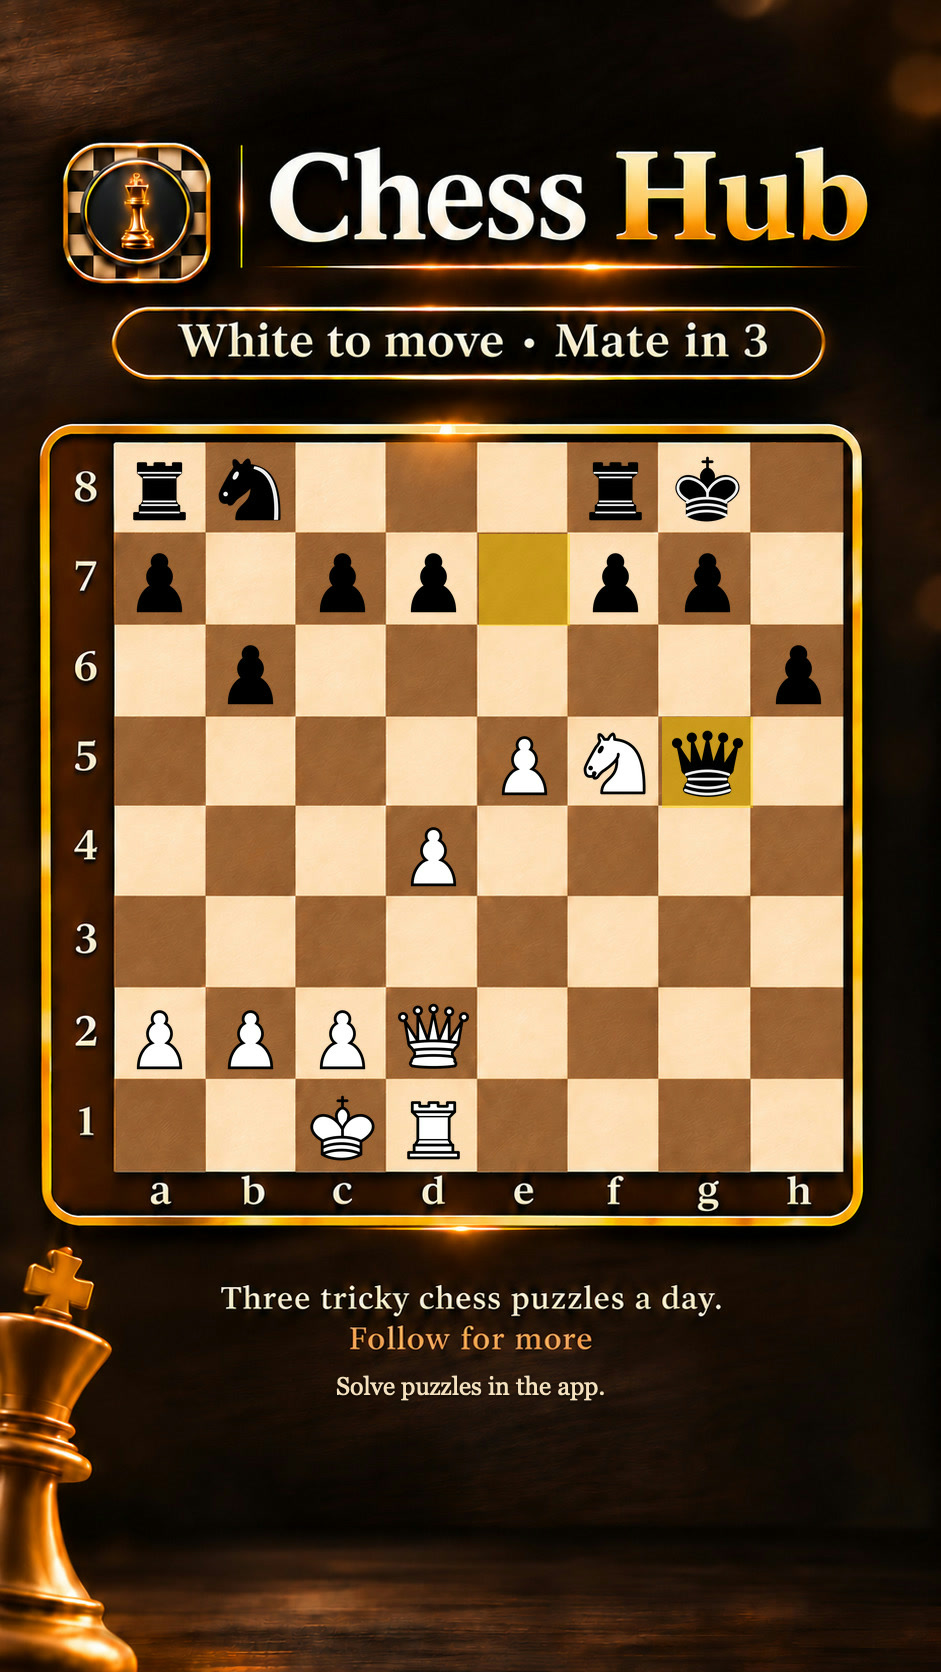 Chess Hub
White to move • Mate in 3
8
7
6
5
4
3
2
1
a b c d e f g h
Three tricky chess puzzles a day.
Follow for more
Solve puzzles in the app.